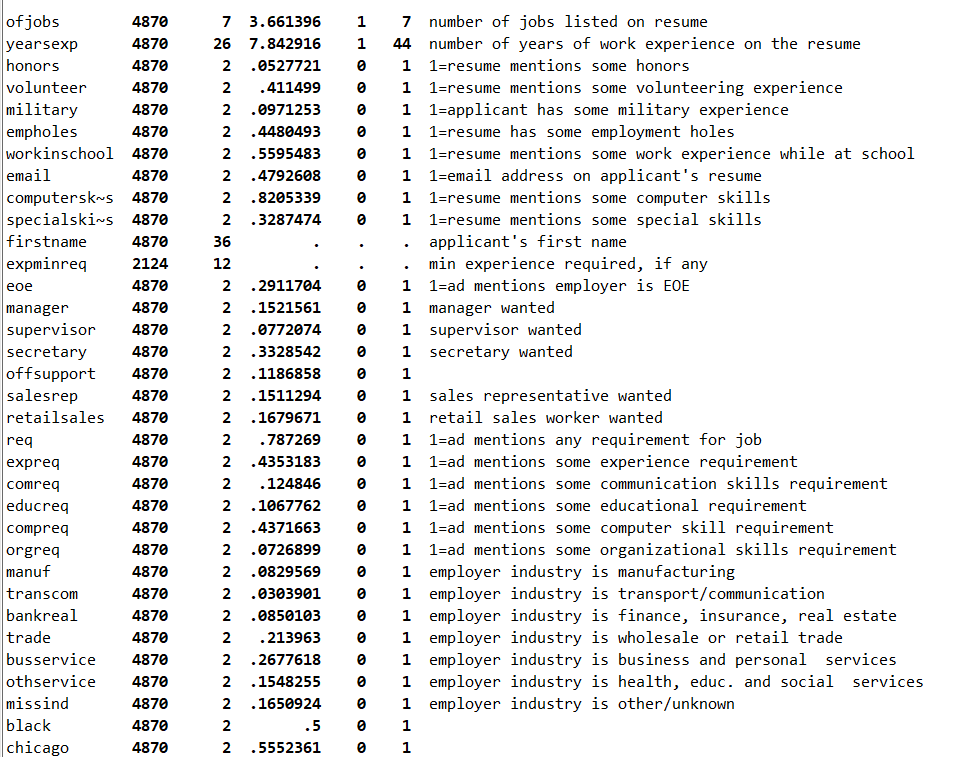 ofjobs 4870 7 3.661396 1 7 number of jobs listed on resume
yearsexp 4870 26 7.842916 1 44 number of years of work experience on the resume
honors 4870 2 .0527721 0 1 1=resume mentions some honors
volunteer 4870 2 .411499 0 1 1=resume mentions some volunteering experience
military 4870 2 .0971253 0 1 1=applicant has some military experience
empholes 4870 2 .4480493 0 1 1=resume has some employment holes
workinschool 4870 2 .5595483 0 1 1=resume mentions some work experience while at school
email 4870 2 .4792608 0 1 1=email address on applicant's resume
computersk~s 4870 2 .8205339 0 1 1=resume mentions some computer skills
specialski~s 4870 2 .3287474 0 1 1=resume mentions some special skills
firstname 4870 36 . . . applicant's first name
expminreq 2124 12 . . . min experience required, if any
eoe 4870 2 .2911704 0 1 1=ad mentions employer is EOE
manager 4870 2 .1521561 0 1 manager wanted
supervisor 4870 2 .0772074 0 1 supervisor wanted
secretary 4870 2 .3328542 0 1 secretary wanted
offsupport 4870 2 .1186858 0 1
salesrep 4870 2 .1511294 0 1 sales representative wanted
retailsales 4870 2 .1679671 0 1 retail sales worker wanted
req 4870 2 .787269 0 1 1=ad mentions any requirement for job
expreq 4870 2 .4353183 0 1 1=ad mentions some experience requirement
comreq 4870 2 .124846 0 1 1=ad mentions some communication skills requirement
educreq 4870 2 .1067762 0 1 1=ad mentions some educational requirement
compreq 4870 2 .4371663 0 1 1=ad mentions some computer skill requirement
orgreq 4870 2 .0726899 0 1 1=ad mentions some organizational skills requirement
manuf 4870 2 .0829569 0 1 employer industry is manufacturing
transcom 4870 2 .0303901 0 1 employer industry is transport/communication
bankreal 4870 2 .0850103 0 1 employer industry is finance, insurance, real estate
trade 4870 2 .213963 0 1 employer industry is wholesale or retail trade
busservice 4870 2 .2677618 0 1 employer industry is business and personal  services
othservice 4870 2 .1548255 0 1 employer industry is health, educ. and social  services
missind 4870 2 .1650924 0 1 employer industry is other/unknown
black 4870 2 .5 0 1
chicago 4870 2 .5552361 0 1